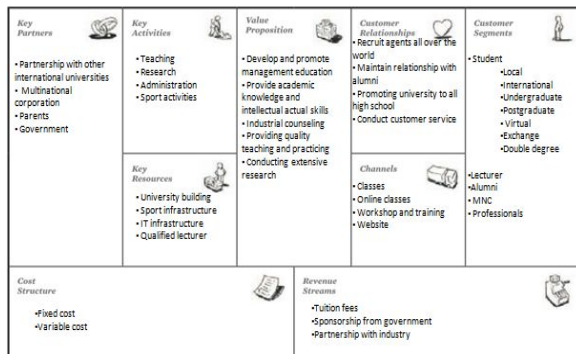 Key
Partners
• Partnership with other
international universities
• Multinational
corporation
• Parents
• Government
Key
Activities
• Teaching
• Research
• Administration
• Sport activities
Key
Resources
• University building
• Sport infrastructure
• IT infrastructure
• Qualified lecturer
Value
Proposition
• Develop and promote
management education
• Provide academic
knowledge and
intellectual actual skills
• Industrial counseling
• Providing quality
teaching and practicing
• Conducting extensive
research
Customer
Relationships
• Recruit agents all over the
world
• Maintain relationship with
alumni
• Promoting university to all
high school
• Conduct customer service
Channels
• Classes
• Online classes
• Workshop and training
• Website
Customer
Segments
• Student
•Local
•International
•Undergraduate
•Postgraduate
•Virtual
•Exchange
•Double degree
•Lecturer
•Alumni
• MNC
• Professionals
Cost
Structure
•Fixed cost
•Variable cost
Revenue
Streams
•Tuition fees
•Sponsorship from government
•Partnership with industry